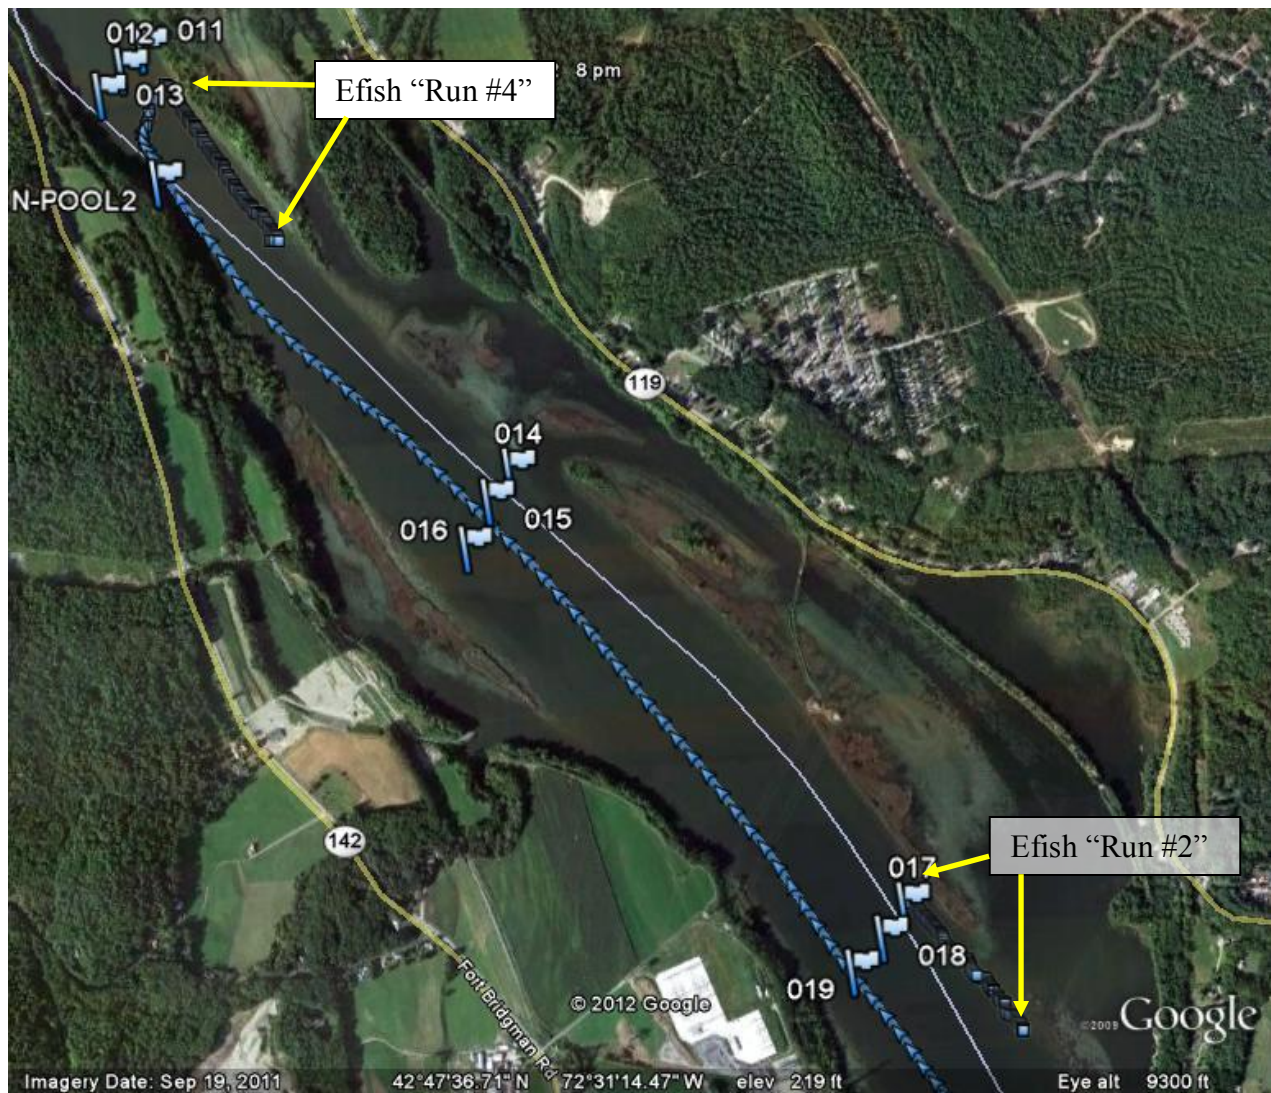 012 011
Efish “Run #4”
8 pm
013
N-POOL2
119
014
016
015
142
Efish “Run #2”
017
018
019
Fort Bridgman Rd
© 2012 Google
©2009 Google
Imagery Date: Sep 19, 2011 42°47'36.71" N 72°31'14.47" W elev 219 ft Eye alt 9300 ft